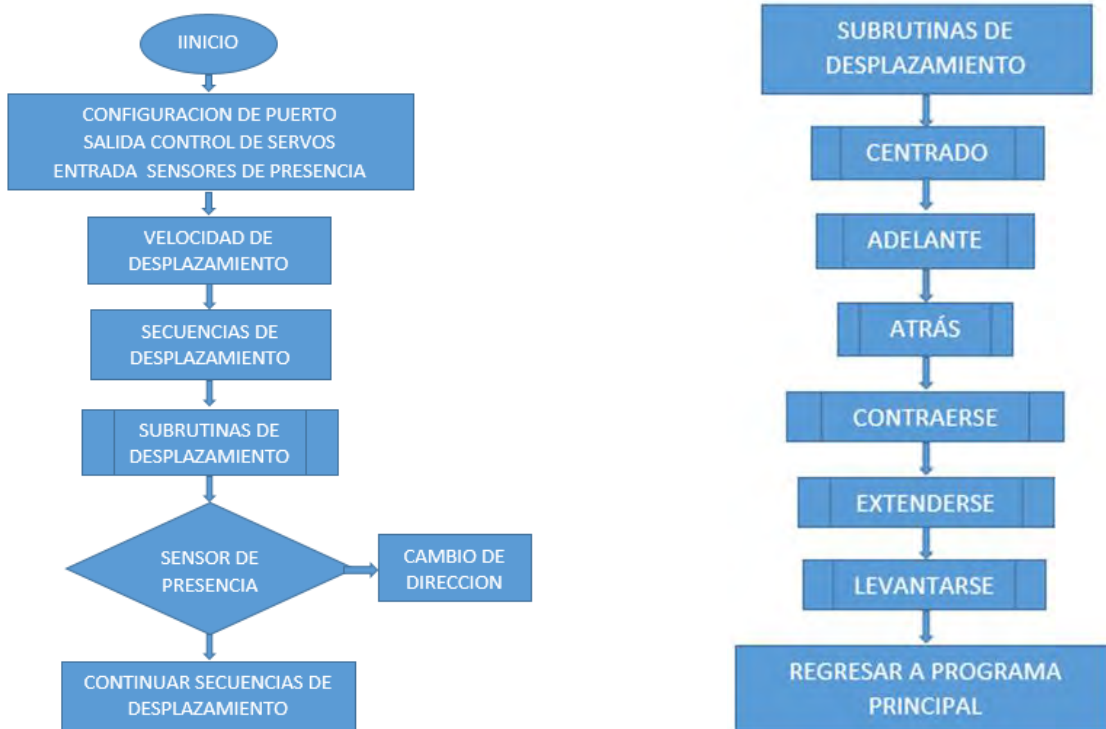 IINICIO
CONFIGURACION DE PUERTO
SALIDA CONTROL DE SERVOS
ENTRADA SENSORES DE PRESENCIA
VELOCIDAD DE
DESPLAZAMIENTO
SECUENCIAS DE
DESPLAZAMIENTO
SUBRUTINAS DE
DESPLAZAMIENTO
SENSOR DE
PRESENCIA
CAMBIO DE
DIRECCION
CONTINUAR SECUENCIAS DE
DESPLAZAMIENTO
SUBRUTINAS DE
DESPLAZAMIENTO
CENTRADO
ADELANTE
ATRÁS
CONTRAERSE
EXTENDERSE
LEVANTARSE
REGRESAR A PROGRAMA
PRINCIPAL